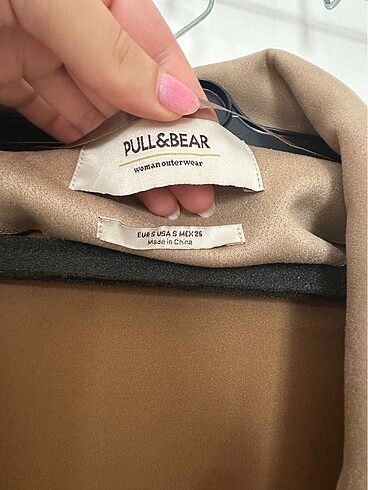 PULL&BEAR
woman outerwear
EUR S USA S MEX 26
Made in China